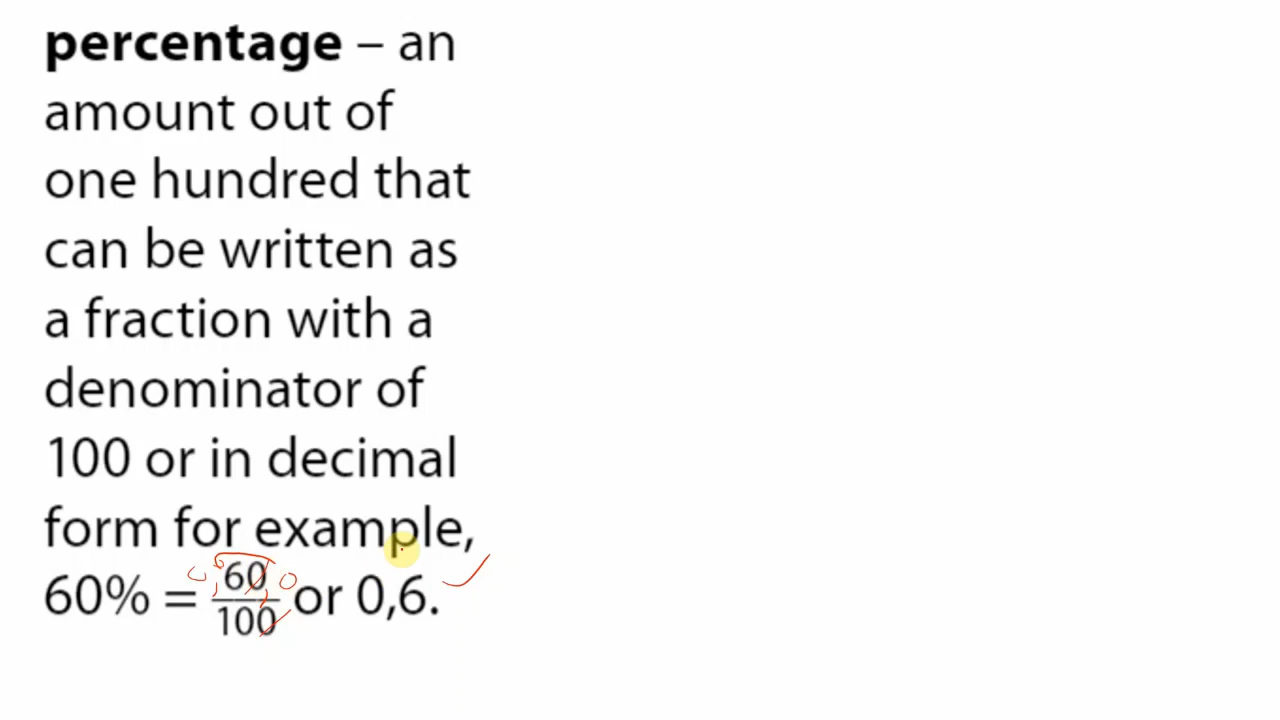 percentage – an
amount out of
one hundred that
can be written as
a fraction with a
denominator of
100 or in decimal
form for example,
60% = 60/100 or 0,6.